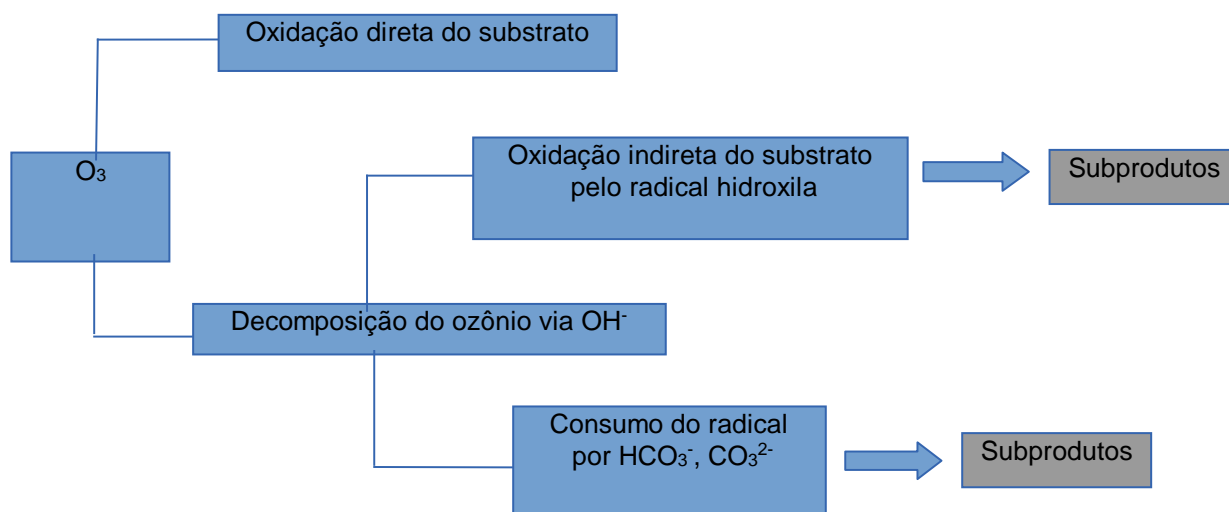 Oxidação direta do substrato
O₃
Oxidação indireta do substrato
pelo radical hidroxila
Subprodutos
Decomposição do ozônio via OH⁻
Consumo do radical
por HCO₃⁻, CO₃²⁻
Subprodutos